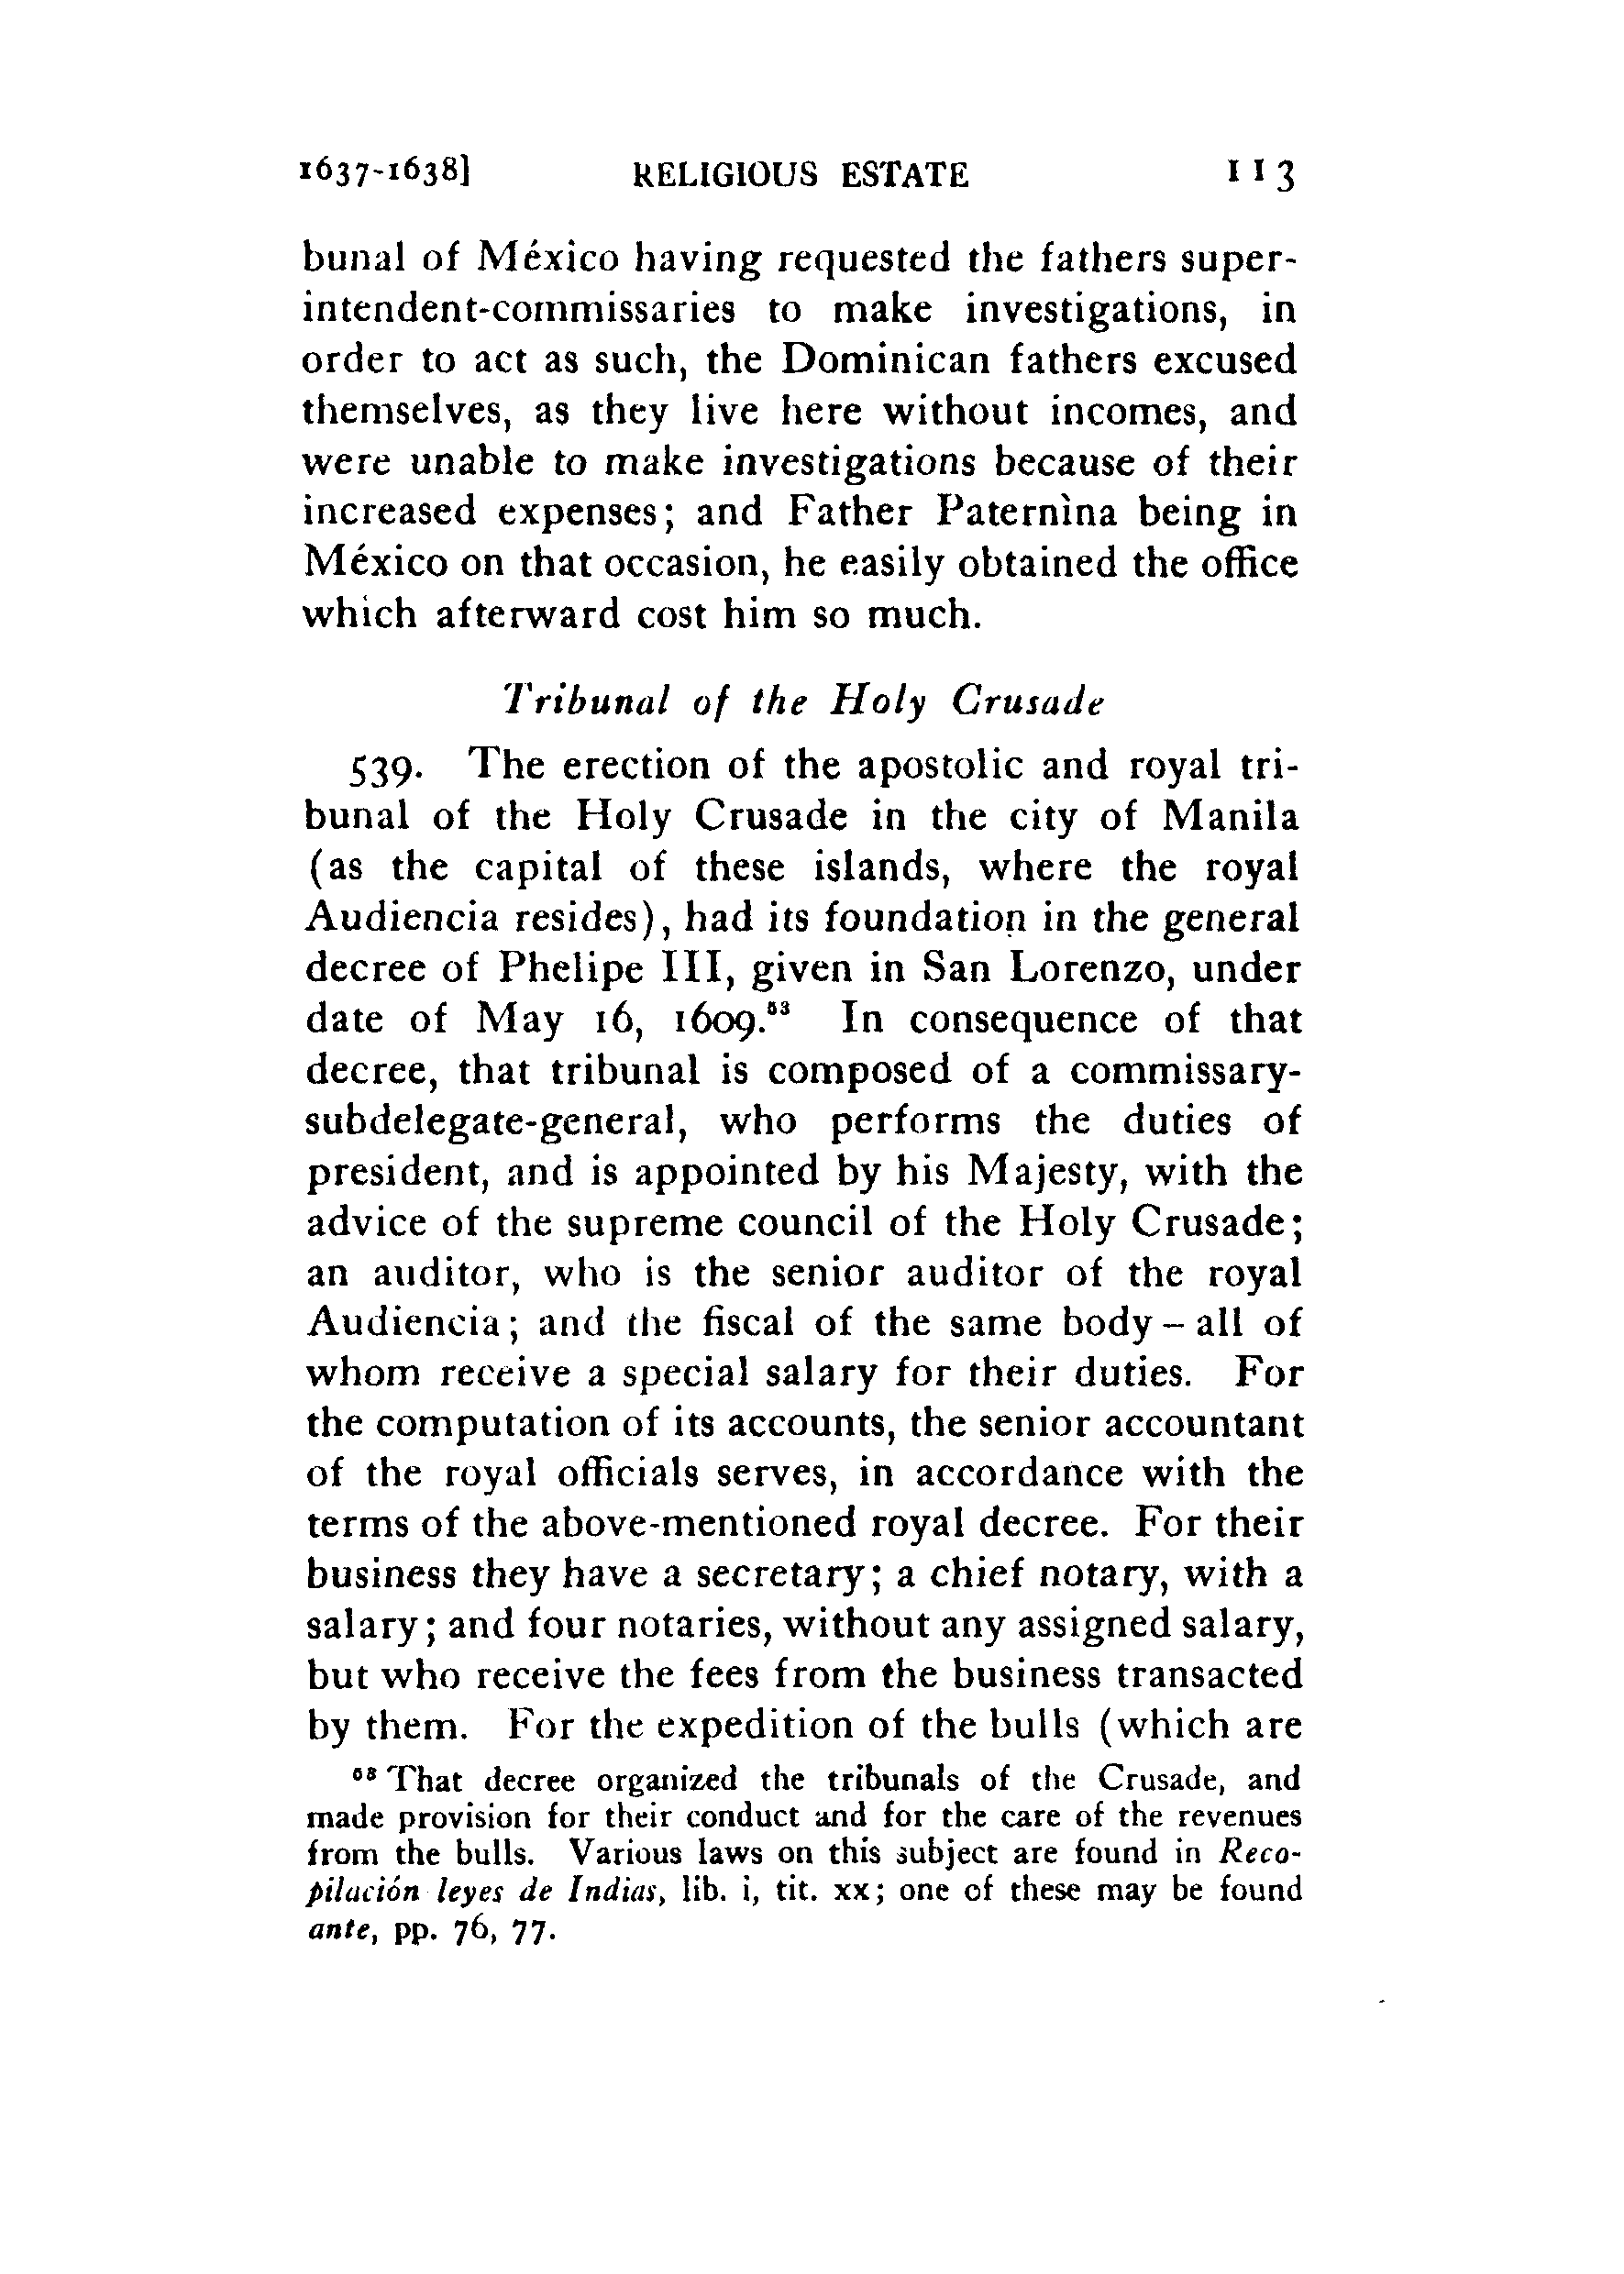 1637-1638] RELIGIOUS ESTATE 113
bunal of México having requested the fathers super-
intendent-commissaries to make investigations, in
order to act as such, the Dominican fathers excused
themselves, as they live here without incomes, and
were unable to make investigations because of their
increased expenses; and Father Paternina being in
México on that occasion, he easily obtained the office
which afterward cost him so much.
Tribunal of the Holy Crusade
539. The erection of the apostolic and royal tri-
bunal of the Holy Crusade in the city of Manila
(as the capital of these islands, where the royal
Audiencia resides), had its foundation in the general
decree of Phelipe III, given in San Lorenzo, under
date of May 16, 1609.⁵³ In consequence of that
decree, that tribunal is composed of a commissary-
subdelegate-general, who performs the duties of
president, and is appointed by his Majesty, with the
advice of the supreme council of the Holy Crusade;
an auditor, who is the senior auditor of the royal
Audiencia; and the fiscal of the same body – all of
whom receive a special salary for their duties. For
the computation of its accounts, the senior accountant
of the royal officials serves, in accordance with the
terms of the above-mentioned royal decree. For their
business they have a secretary; a chief notary, with a
salary; and four notaries, without any assigned salary,
but who receive the fees from the business transacted
by them. For the expedition of the bulls (which are
⁵³ That decree organized the tribunals of the Crusade, and
made provision for their conduct and for the care of the revenues
from the bulls. Various laws on this subject are found in Reco-
pilación leyes de Indias, lib. i, tit. xx; one of these may be found
ante, pp. 76, 77.